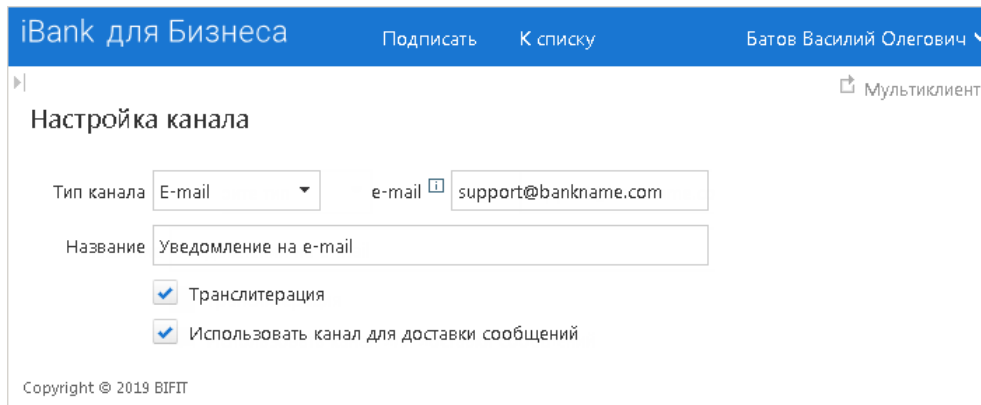 iBank для Бизнеса Подписать К списку Батов Василий Олегович
Мультиклиент
Настройка канала
Тип канала E-mail e-mail support@bankname.com
Название Уведомление на e-mail
Транслитерация
Использовать канал для доставки сообщений
Copyright © 2019 BIFIT